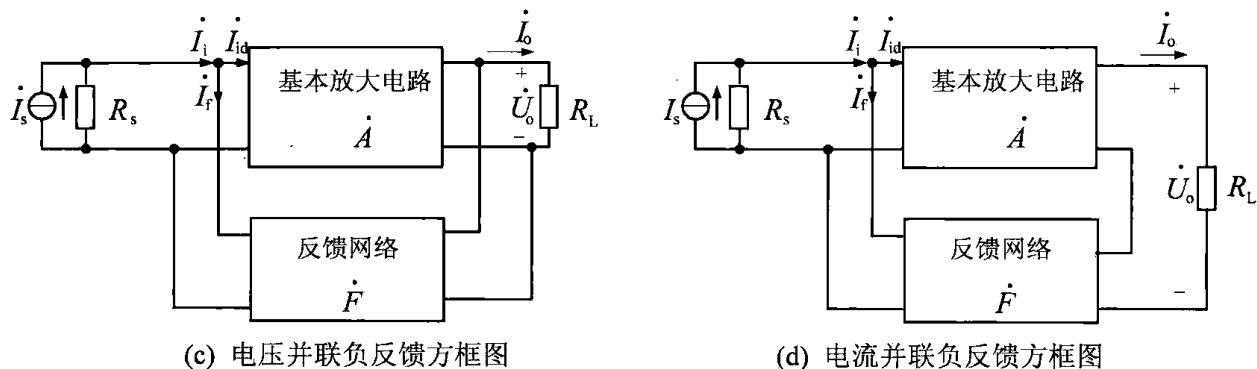 İi İid
İo
İs
Rs
İf
基本放大电路
Ȧ
+
U̇o
−
RL
反馈网络
Ḟ
(c) 电压并联负反馈方框图
İi İid
İo
İs
Rs
İf
基本放大电路
Ȧ
+
U̇o
RL
反馈网络
Ḟ
−
(d) 电流并联负反馈方框图